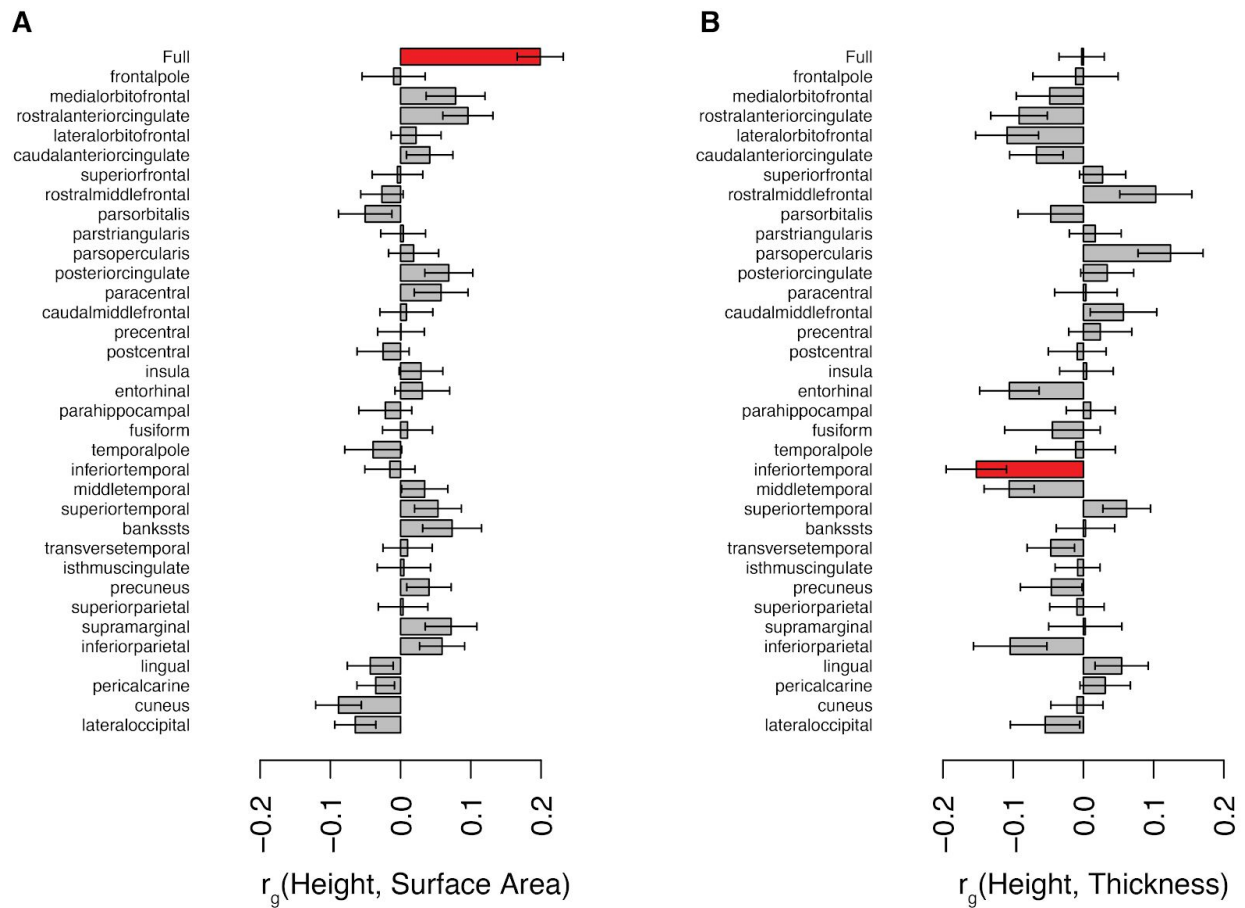 A
Full
frontalpole
medialorbitofrontal
rostralanteriorcingulate
lateralorbitofrontal
caudalanteriorcingulate
superiorfrontal
rostralmiddlefrontal
parsorbitalis
parstriangularis
parsopercularis
posteriorcingulate
paracentral
caudalmiddlefrontal
precentral
postcentral
insula
entorhinal
parahippocampal
fusiform
temporalpole
inferiortemporal
middletemporal
superiortemporal
bankssts
transversetemporal
isthmuscingulate
precuneus
superiorparietal
supramarginal
inferiorparietal
lingual
pericalcarine
cuneus
lateraloccipital
−0.2
−0.1
0.0
0.1
0.2
rg(Height, Surface Area)
B
Full
frontalpole
medialorbitofrontal
rostralanteriorcingulate
lateralorbitofrontal
caudalanteriorcingulate
superiorfrontal
rostralmiddlefrontal
parsorbitalis
parstriangularis
parsopercularis
posteriorcingulate
paracentral
caudalmiddlefrontal
precentral
postcentral
insula
entorhinal
parahippocampal
fusiform
temporalpole
inferiortemporal
middletemporal
superiortemporal
bankssts
transversetemporal
isthmuscingulate
precuneus
superiorparietal
supramarginal
inferiorparietal
lingual
pericalcarine
cuneus
lateraloccipital
−0.2
−0.1
0.0
0.1
0.2
rg(Height, Thickness)